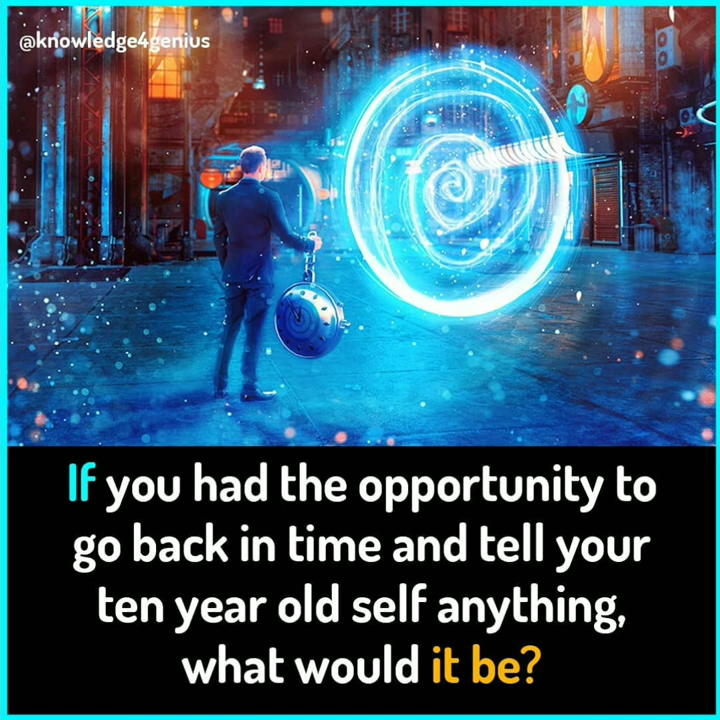 @knowledge4genius
If you had the opportunity to
go back in time and tell your
ten year old self anything,
what would it be?